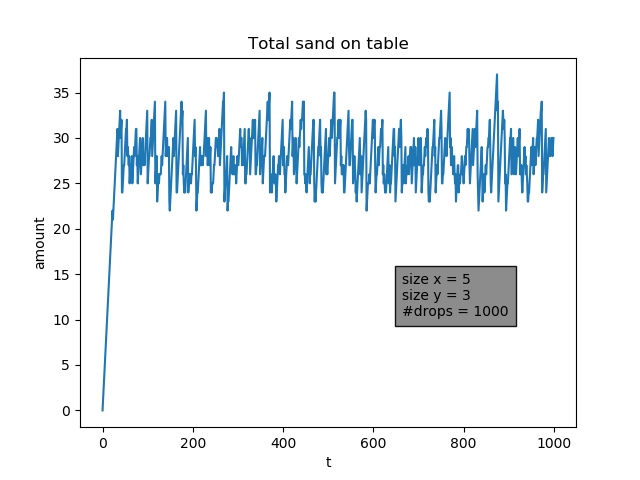 Total sand on table
amount
35
30
25
20
15
10
5
0
size x = 5
size y = 3
#drops = 1000
0 200 400 600 800 1000
t